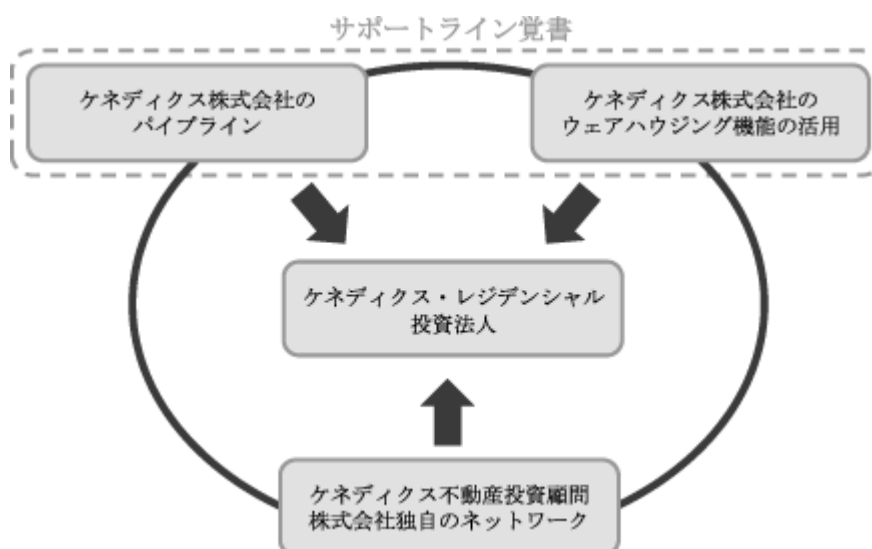 サポートライン覚書
ケネディクス株式会社の
パイプライン
ケネディクス株式会社の
ウェアハウジング機能の活用
ケネディクス・レジデンシャル
投資法人
ケネディクス不動産投資顧問
株式会社独自のネットワーク